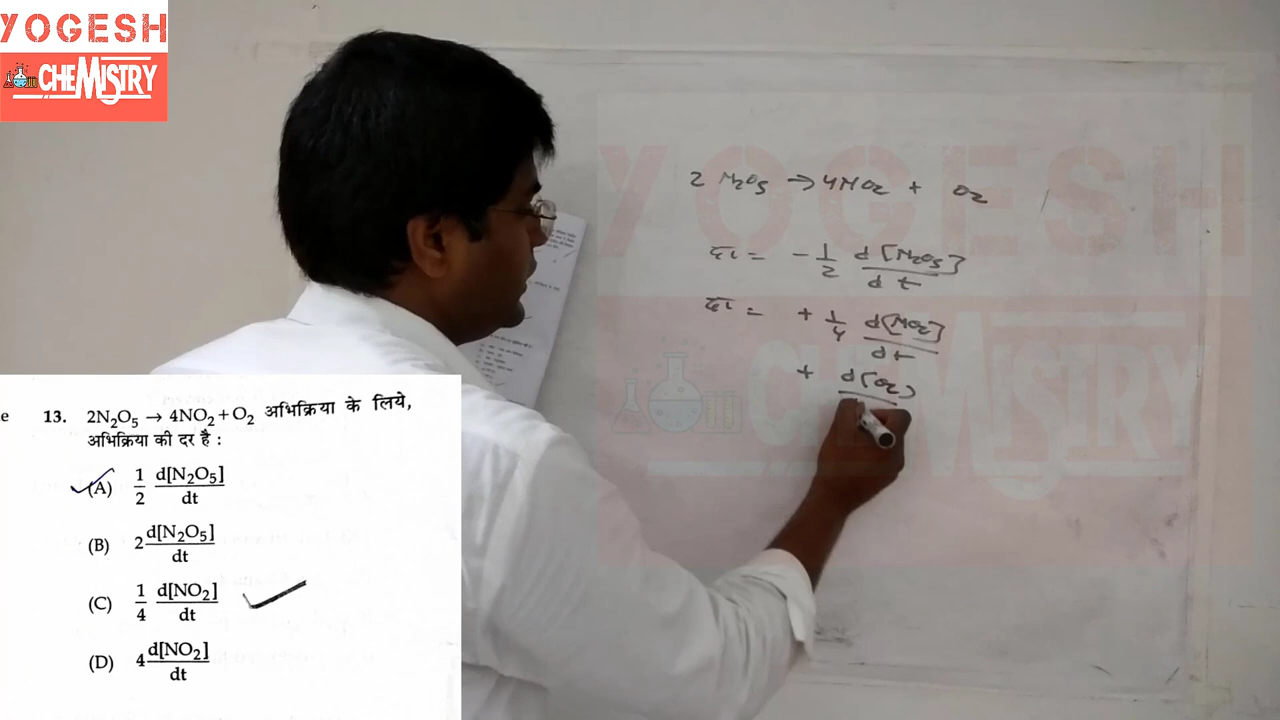 YOGESH
CHEMISTRY
2 N2O5 → 4NO2 + O2
दर = - 1/2 d[N2O5]/dt
दर = + 1/4 d[NO2]/dt
+ d[O2]
YOGESH
CHEMISTRY
e 13. 2N₂O₅ → 4NO₂ + O₂ अभिक्रिया के लिये,
अभिक्रिया की दर है :
(A) 1/2 d[N₂O₅]/dt
(B) 2 d[N₂O₅]/dt
(C) 1/4 d[NO₂]/dt
(D) 4 d[NO₂]/dt